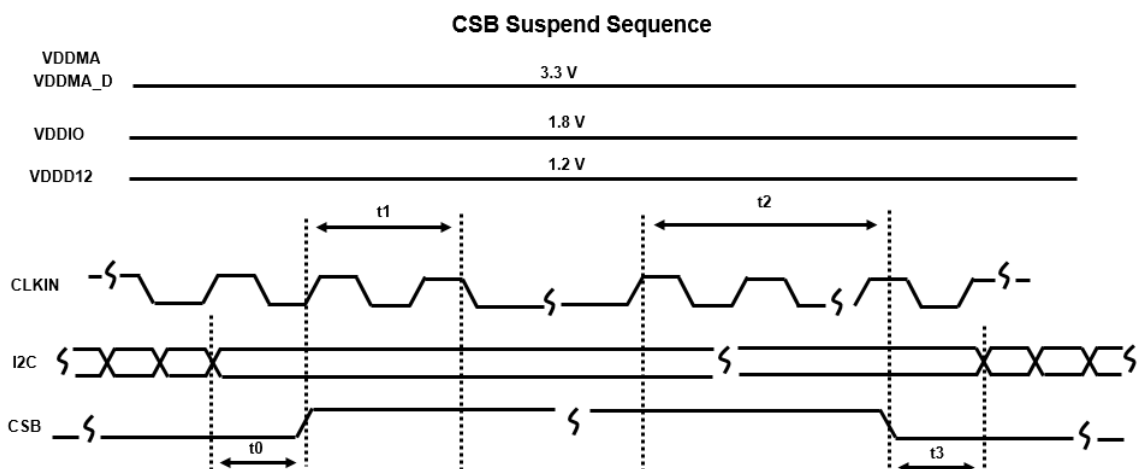 CSB Suspend Sequence
VDDMA
VDDMA_D
3.3 V
VDDIO
1.8 V
VDDD12
1.2 V
t1
t2
CLKIN
I2C
CSB
t0
t3